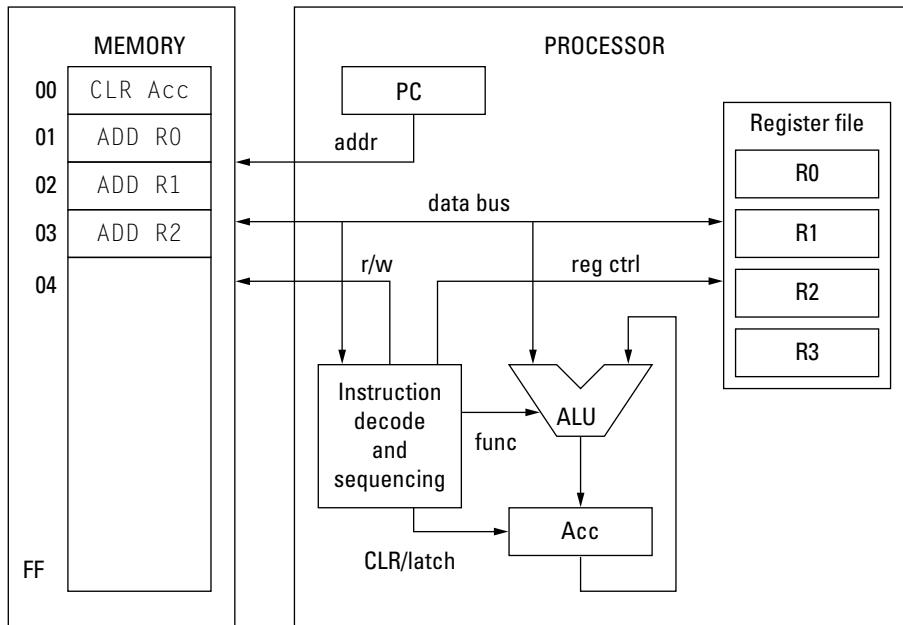 MEMORY
PROCESSOR
00 CLR Acc
01 ADD R0
02 ADD R1
03 ADD R2
04
FF
PC
addr
data bus
r/w
reg ctrl
Register file
R0
R1
R2
R3
Instruction
decode
and
sequencing
func
ALU
CLR/latch
Acc